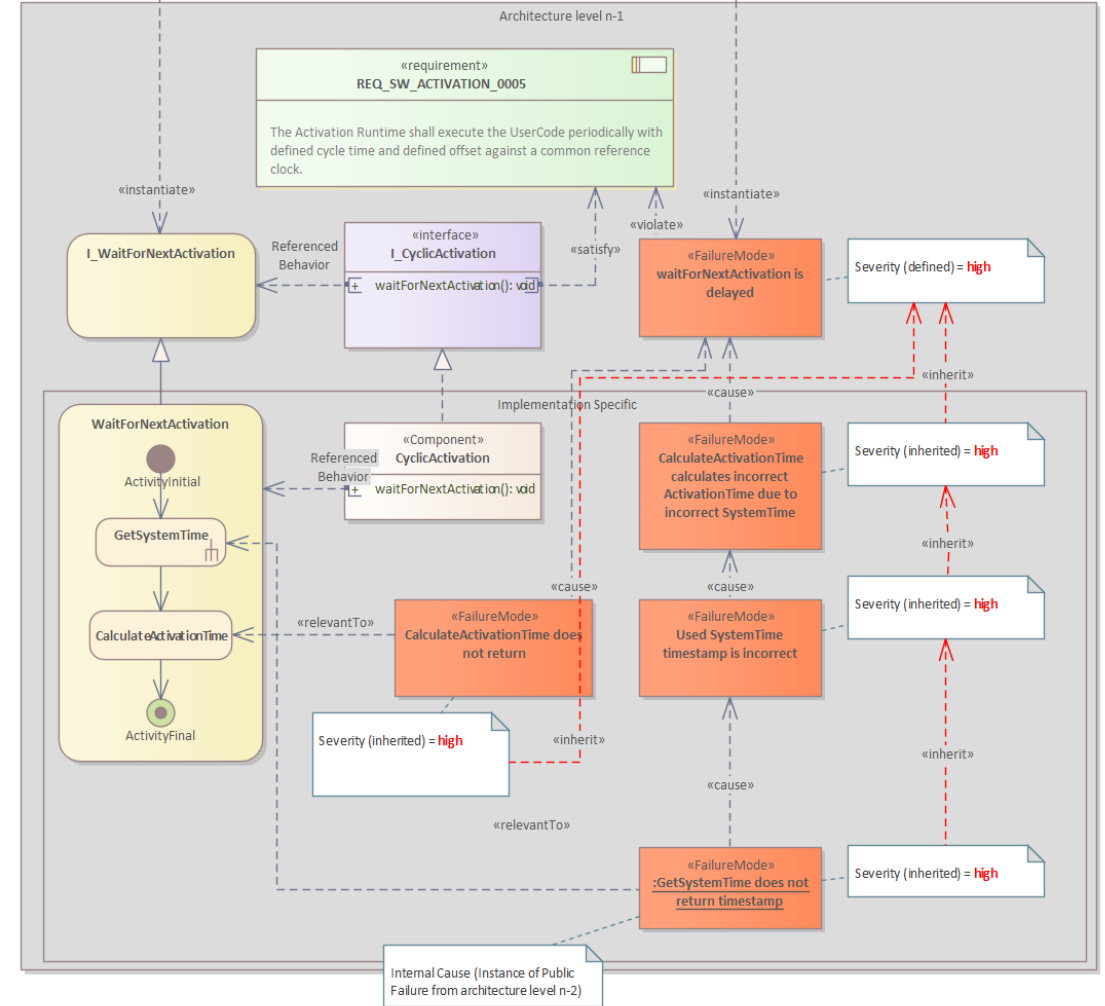 Architecture level n-1
«requirement»
REQ_SW_ACTIVATION_0005
The Activation Runtime shall execute the UserCode periodically with
defined cycle time and defined offset against a common reference
clock.
«instantiate»
«instantiate»
I_WaitForNextActivation
Referenced
Behavior
«interface»
I_CyclicActivation
+ waitForNextActivation(): void
«satisfy»
«violate»
«FailureMode»
waitForNextActivation is
delayed
Severity (defined) = high
«cause»
«inherit»
Implementation Specific
WaitForNextActivation
ActivityInitial
GetSystemTime
CalculateActivationTime
ActivityFinal
Referenced
Behavior
«Component»
CyclicActivation
+ waitForNextActivation(): void
«FailureMode»
CalculateActivationTime
calculates incorrect
ActivationTime due to
incorrect SystemTime
Severity (inherited) = high
«inherit»
«cause»
«cause»
«relevantTo»
«FailureMode»
CalculateActivationTime does
not return
«FailureMode»
Used SystemTime
timestamp is incorrect
Severity (inherited) = high
Severity (inherited) = high
«inherit»
«inherit»
«cause»
«relevantTo»
«FailureMode»
:GetSystemTime does not
return timestamp
Severity (inherited) = high
Internal Cause (Instance of Public
Failure from architecture level n-2)